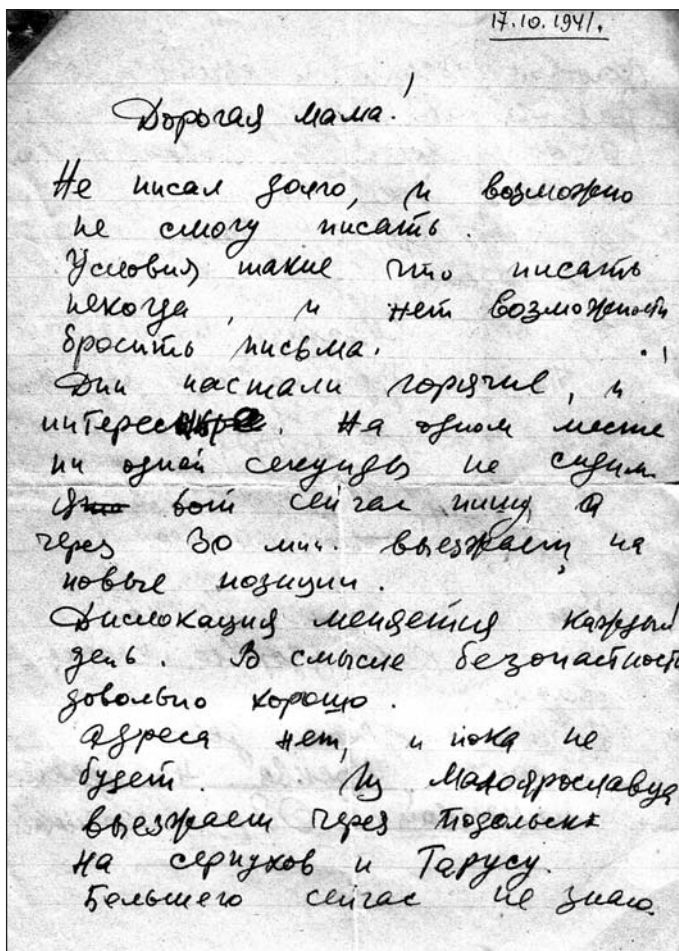 17.10.1941.
Дорогая мама!
Не писал долго, и возможно
не смогу писать.
Условия такие что писать
некогда, и нет возможности
бросить письма.
Дни настали горячие, и
интересные. На одном месте
ни одной секунды не сидим
вот сейчас пишу, а
через 30 мин. выезжаем на
новые позиции.
Дислокация меняется каждый
день. В смысле безопастности
довольно хорошо.
Адреса нет, и пока не
будет. Из Малоярославца
выезжаем через Подольск
на серпухов и Тарусу.
Большего сейчас не знаю.